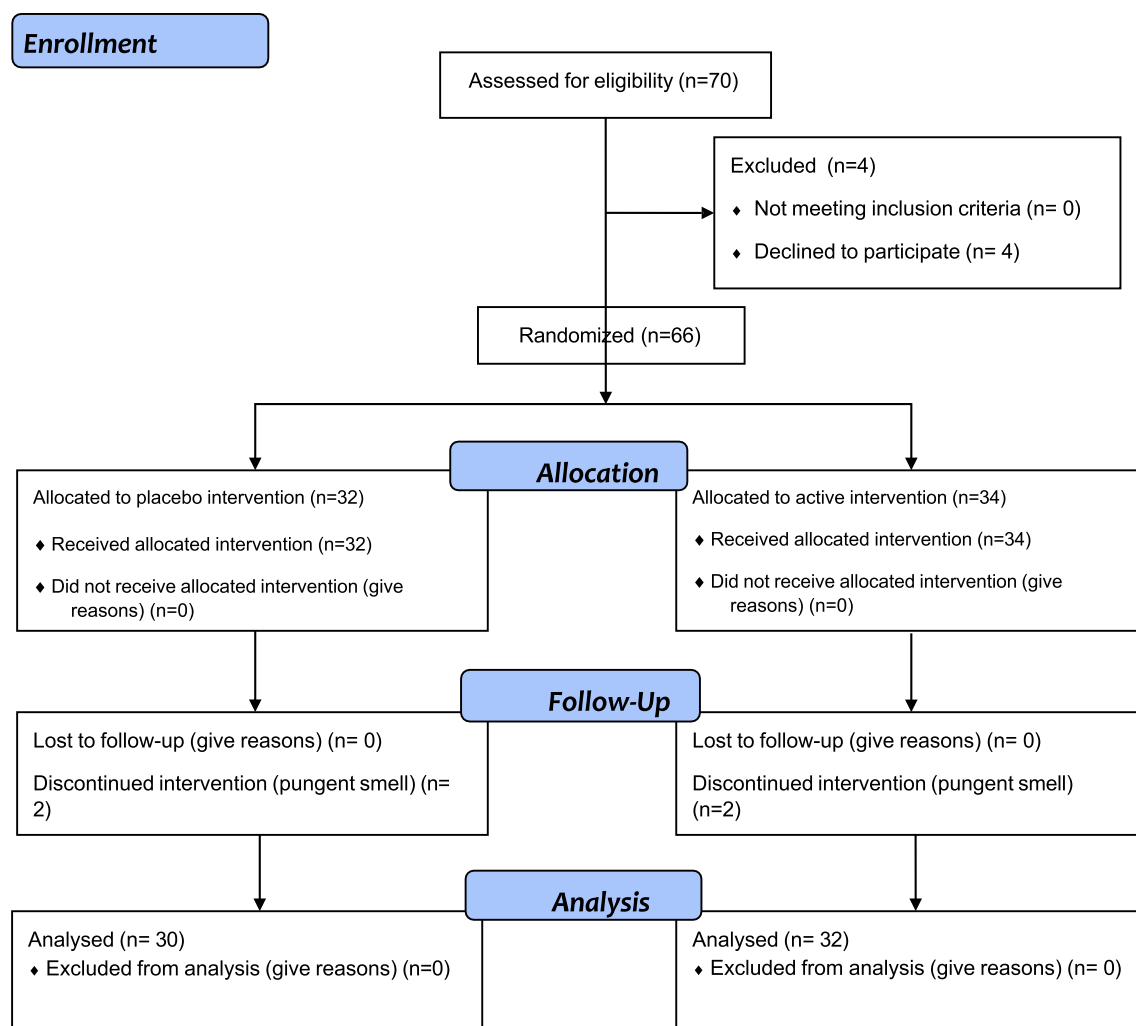 Enrollment
Assessed for eligibility (n=70)
Excluded  (n=4)
♦ Not meeting inclusion criteria (n= 0)
♦ Declined to participate (n= 4)
Randomized (n=66)
Allocation
Allocated to placebo intervention (n=32)
♦ Received allocated intervention (n=32)
♦ Did not receive allocated intervention (give
reasons) (n=0)
Allocated to active intervention (n=34)
♦ Received allocated intervention (n=34)
♦ Did not receive allocated intervention (give
reasons) (n=0)
Follow-Up
Lost to follow-up (give reasons) (n= 0)
Discontinued intervention (pungent smell) (n=
2)
Lost to follow-up (give reasons) (n= 0)
Discontinued intervention (pungent smell)
(n=2)
Analysis
Analysed (n= 30)
♦ Excluded from analysis (give reasons) (n=0)
Analysed (n= 32)
♦ Excluded from analysis (give reasons) (n= 0)